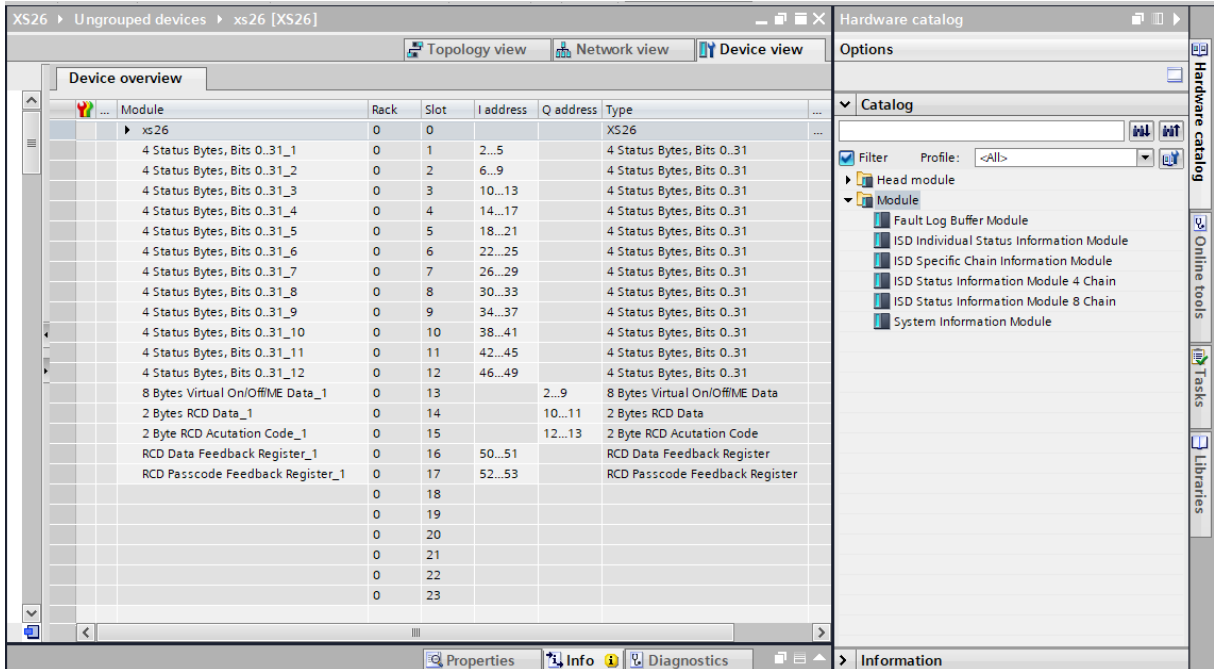 XS26 ▸ Ungrouped devices ▸ xs26 [XS26]
Topology view Network view Device view
Device overview
... Module Rack Slot I address Q address Type ...
xs26 0 0 XS26 ...
4 Status Bytes, Bits 0..31_1 0 1 2...5 4 Status Bytes, Bits 0..31
4 Status Bytes, Bits 0..31_2 0 2 6...9 4 Status Bytes, Bits 0..31
4 Status Bytes, Bits 0..31_3 0 3 10...13 4 Status Bytes, Bits 0..31
4 Status Bytes, Bits 0..31_4 0 4 14...17 4 Status Bytes, Bits 0..31
4 Status Bytes, Bits 0..31_5 0 5 18...21 4 Status Bytes, Bits 0..31
4 Status Bytes, Bits 0..31_6 0 6 22...25 4 Status Bytes, Bits 0..31
4 Status Bytes, Bits 0..31_7 0 7 26...29 4 Status Bytes, Bits 0..31
4 Status Bytes, Bits 0..31_8 0 8 30...33 4 Status Bytes, Bits 0..31
4 Status Bytes, Bits 0..31_9 0 9 34...37 4 Status Bytes, Bits 0..31
4 Status Bytes, Bits 0..31_10 0 10 38...41 4 Status Bytes, Bits 0..31
4 Status Bytes, Bits 0..31_11 0 11 42...45 4 Status Bytes, Bits 0..31
4 Status Bytes, Bits 0..31_12 0 12 46...49 4 Status Bytes, Bits 0..31
8 Bytes Virtual On/Off/ME Data_1 0 13 2...9 8 Bytes Virtual On/Off/ME Data
2 Bytes RCD Data_1 0 14 10...11 2 Bytes RCD Data
2 Byte RCD Acutation Code_1 0 15 12...13 2 Byte RCD Acutation Code
RCD Data Feedback Register_1 0 16 50...51 RCD Data Feedback Register
RCD Passcode Feedback Register_1 0 17 52...53 RCD Passcode Feedback Register
0 18
0 19
0 20
0 21
0 22
0 23
Properties Info Diagnostics
Hardware catalog
Options
Catalog
Filter Profile: <All>
Head module
Module
Fault Log Buffer Module
ISD Individual Status Information Module
ISD Specific Chain Information Module
ISD Status Information Module 4 Chain
ISD Status Information Module 8 Chain
System Information Module
Information
Hardware catalog
Online tools
Tasks
Libraries